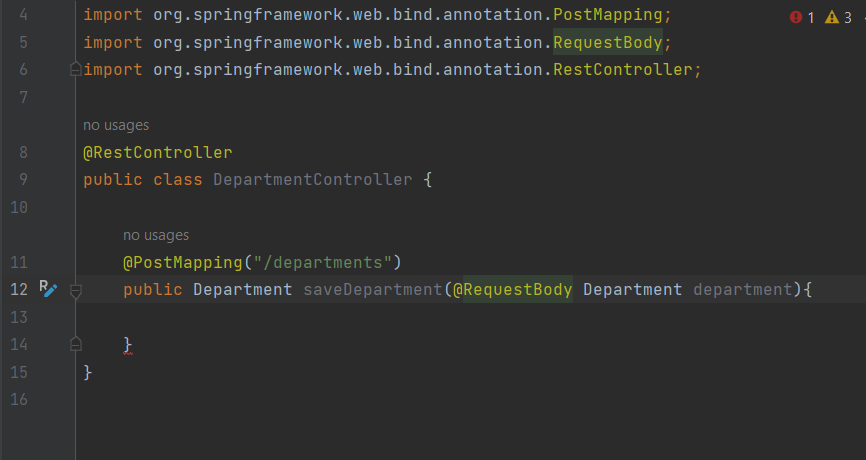 4 import org.springframework.web.bind.annotation.PostMapping; 1 3
5 import org.springframework.web.bind.annotation.RequestBody;
6 import org.springframework.web.bind.annotation.RestController;
7
no usages
8 @RestController
9 public class DepartmentController {
10
no usages
11 @PostMapping("/departments")
12 public Department saveDepartment(@RequestBody Department department){
13
14 }
15 }
16